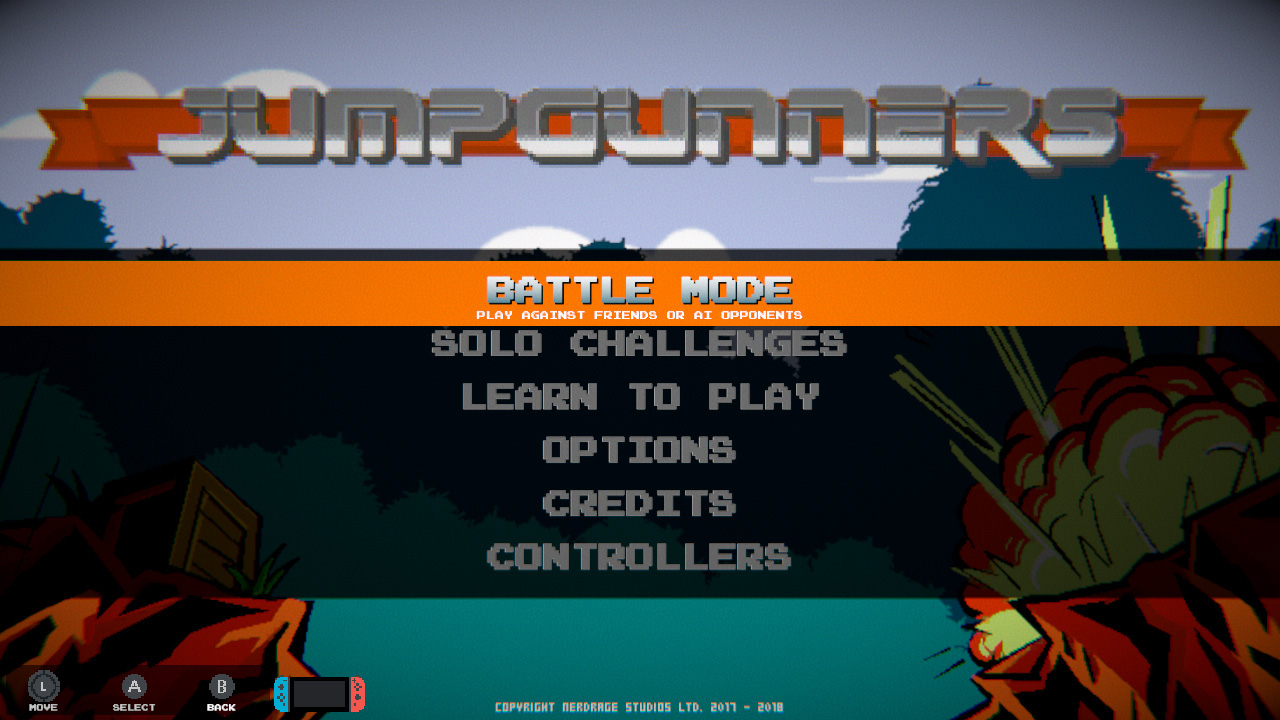 JUMPGUNNERS
BATTLE MODE
PLAY AGAINST FRIENDS OR AI OPPONENTS
SOLO CHALLENGES
LEARN TO PLAY
OPTIONS
CREDITS
CONTROLLERS
L A B
MOVE SELECT BACK
COPYRIGHT NERDRAGE STUDIOS LTD. 2017 - 2018